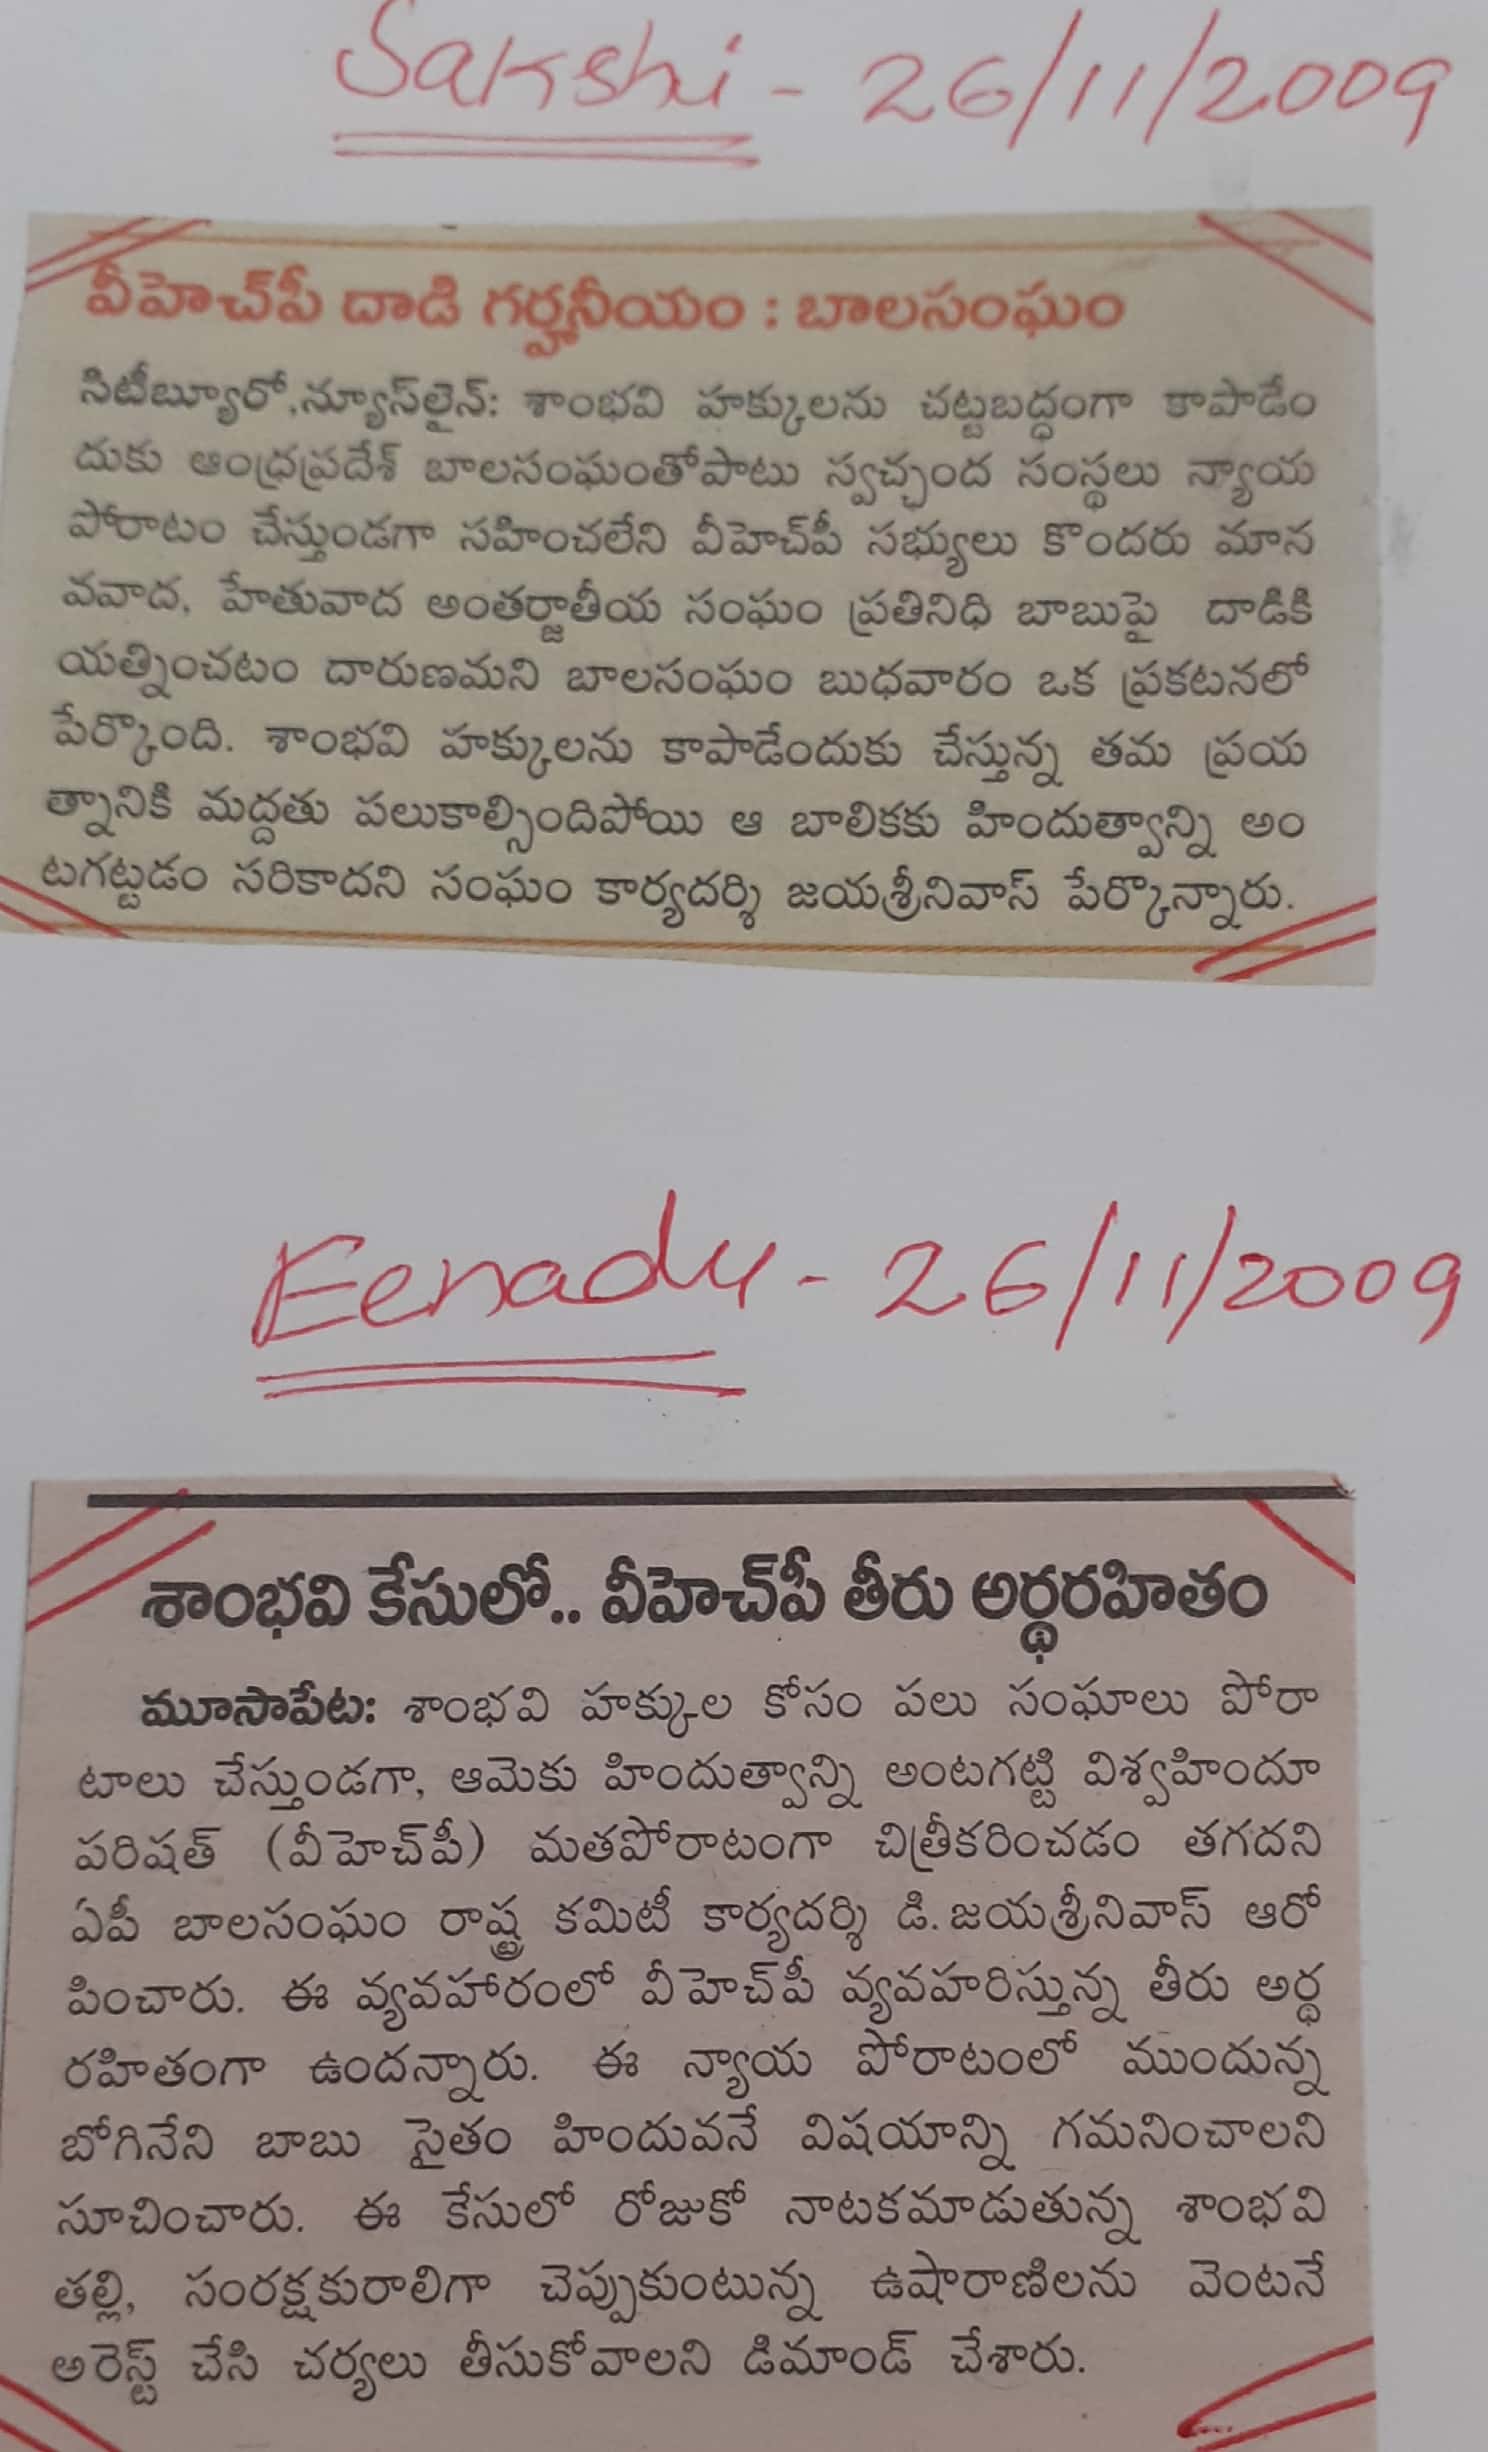 Sakshi - 26/11/2009
వీహెచ్‌పీ దాడి గర్హనీయం : బాలసంఘం
సిటీబ్యూరో,న్యూస్‌లైన్: శాంభవి హక్కులను చట్టబద్ధంగా కాపాడేం
దుకు ఆంధ్రప్రదేశ్ బాలసంఘంతోపాటు స్వచ్ఛంద సంస్థలు న్యాయ
పోరాటం చేస్తుండగా సహించలేని వీహెచ్‌పీ సభ్యులు కొందరు మాన
వవాద, హేతువాద అంతర్జాతీయ సంఘం ప్రతినిధి బాబుపై దాడికి
యత్నించటం దారుణమని బాలసంఘం బుధవారం ఒక ప్రకటనలో
పేర్కొంది. శాంభవి హక్కులను కాపాడేందుకు చేస్తున్న తమ ప్రయ
త్నానికి మద్దతు పలుకాల్సిందిపోయి ఆ బాలికకు హిందుత్వాన్ని అం
టగట్టడం సరికాదని సంఘం కార్యదర్శి జయశ్రీనివాస్ పేర్కొన్నారు.
Eenadu - 26/11/2009
శాంభవి కేసులో.. వీహెచ్‌పీ తీరు అర్థరహితం
మూసాపేట: శాంభవి హక్కుల కోసం పలు సంఘాలు పోరా
టాలు చేస్తుండగా, ఆమెకు హిందుత్వాన్ని అంటగట్టి విశ్వహిందూ
పరిషత్ (వీహెచ్‌పీ) మతపోరాటంగా చిత్రీకరించడం తగదని
ఏపీ బాలసంఘం రాష్ట్ర కమిటీ కార్యదర్శి డి.జయశ్రీనివాస్ ఆరో
పించారు. ఈ వ్యవహారంలో వీహెచ్‌పీ వ్యవహరిస్తున్న తీరు అర్థ
రహితంగా ఉందన్నారు. ఈ న్యాయ పోరాటంలో ముందున్న
బోగినేని బాబు సైతం హిందువనే విషయాన్ని గమనించాలని
సూచించారు. ఈ కేసులో రోజుకో నాటకమాడుతున్న శాంభవి
తల్లి, సంరక్షకురాలిగా చెప్పుకుంటున్న ఉషారాణిలను వెంటనే
అరెస్ట్ చేసి చర్యలు తీసుకోవాలని డిమాండ్ చేశారు.